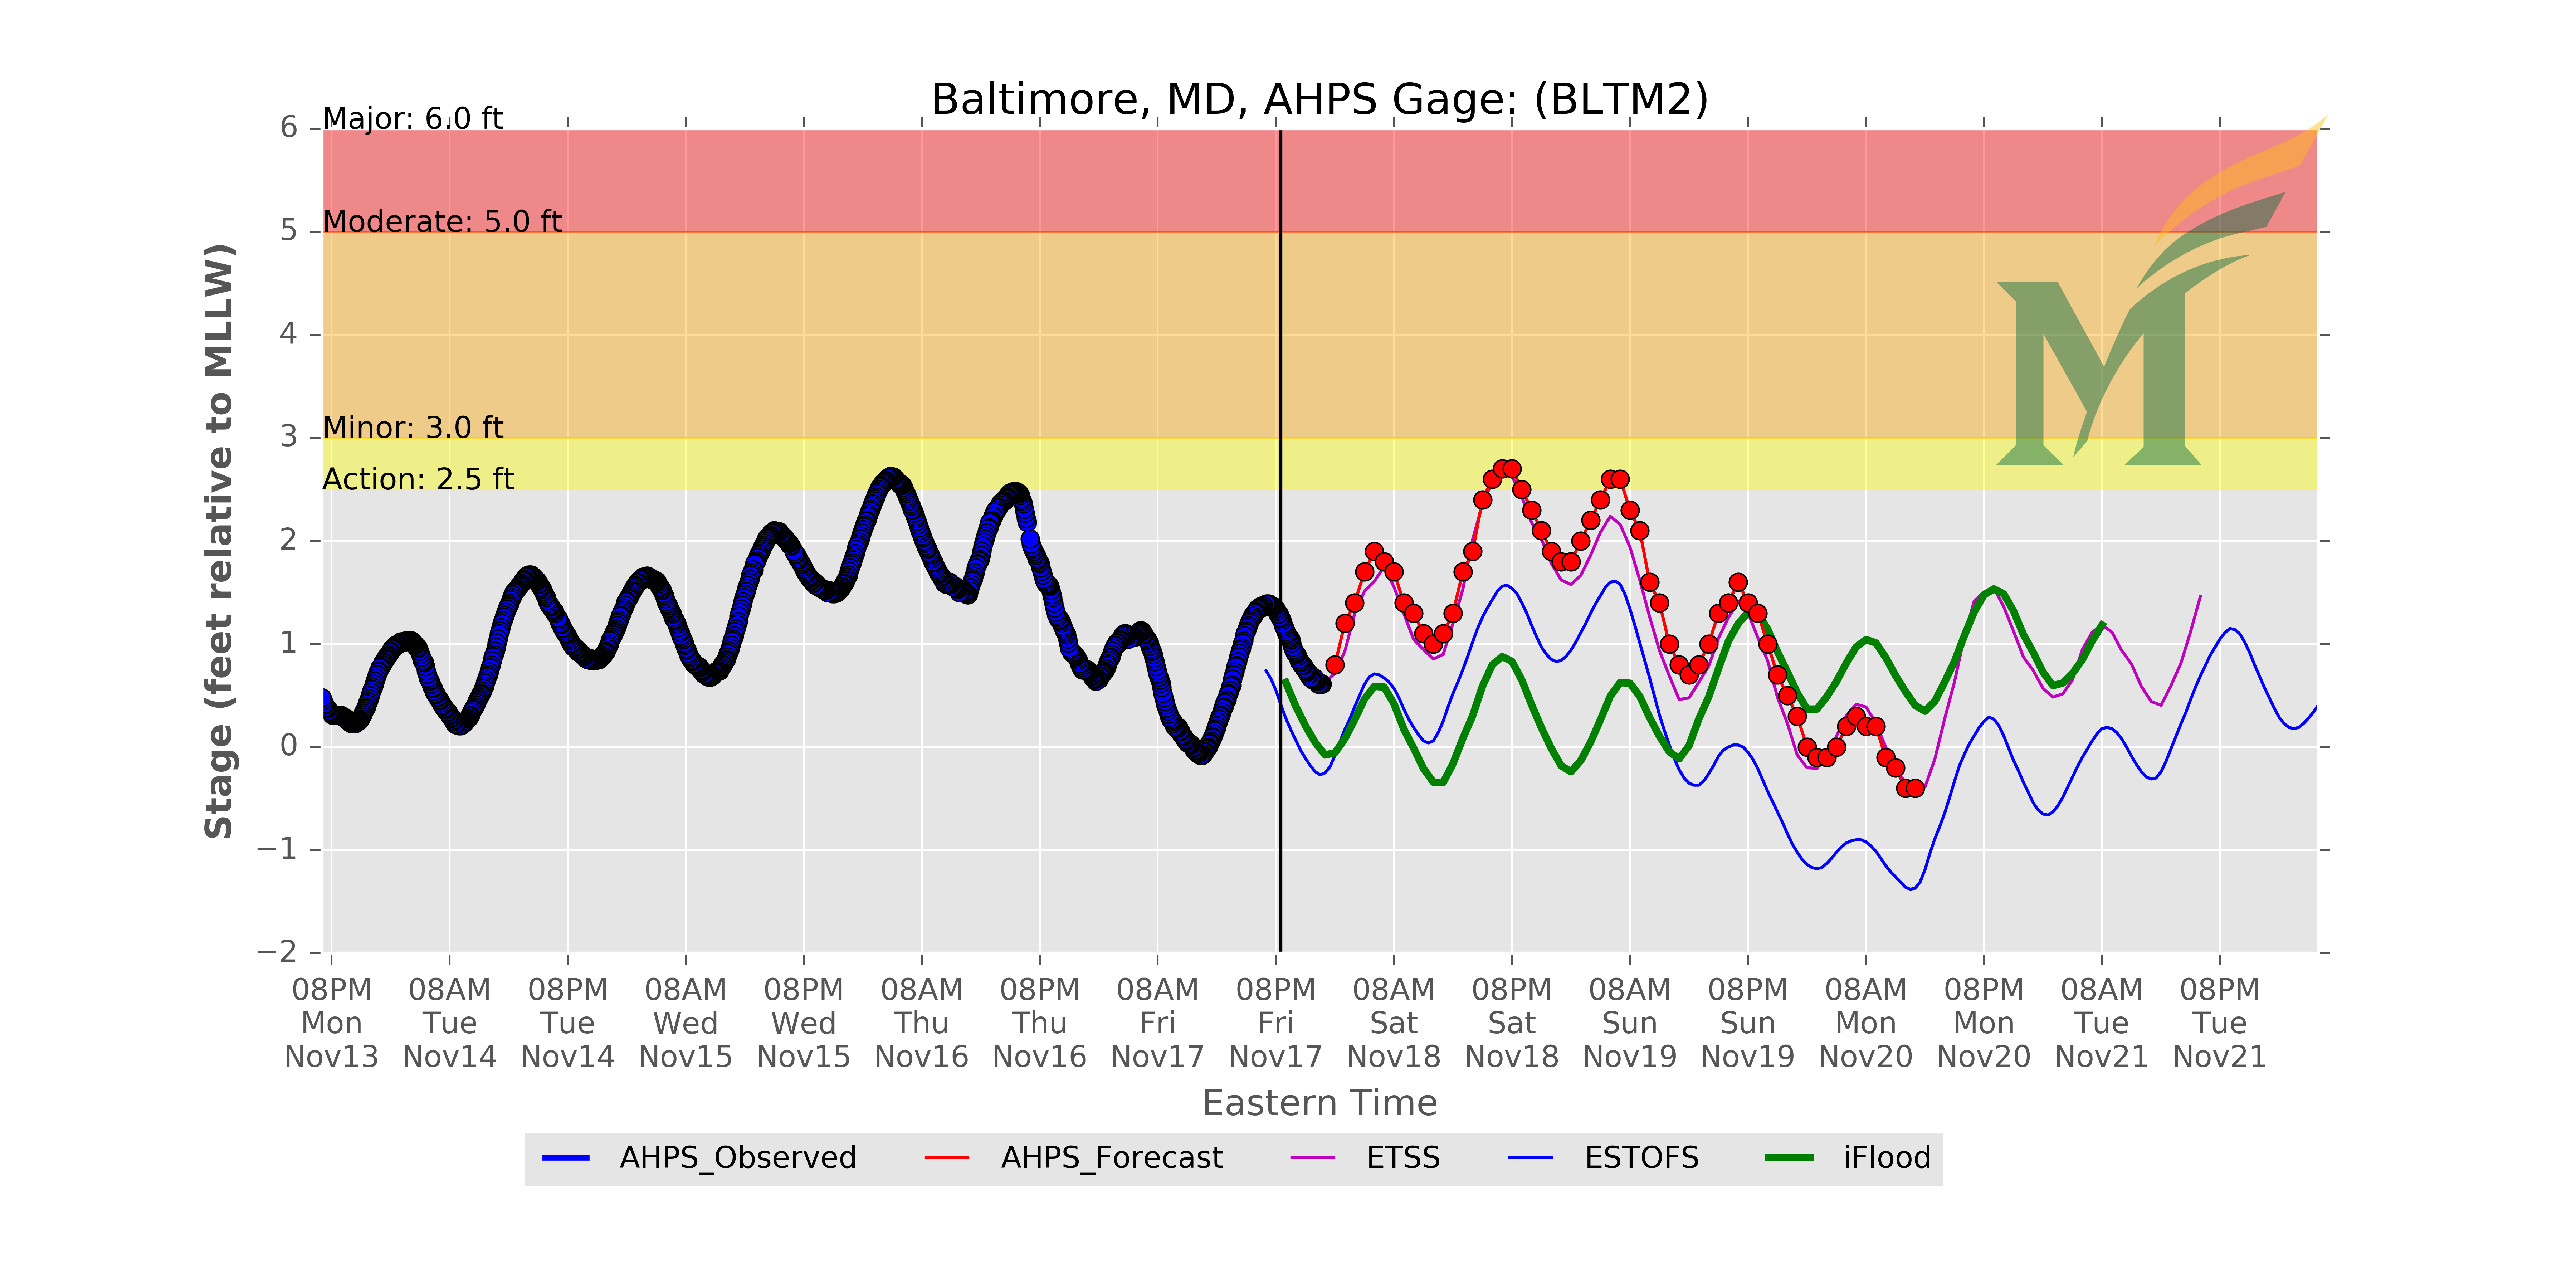 Baltimore, MD, AHPS Gage: (BLTM2)
Major: 6.0 ft
Moderate: 5.0 ft
Minor: 3.0 ft
Action: 2.5 ft
Stage (feet relative to MLLW)
6
5
4
3
2
1
0
−1
−2
08PM 08AM 08PM 08AM 08PM 08AM 08PM 08AM 08PM 08AM 08PM 08AM 08PM 08AM 08PM 08AM 08PM
Mon Tue Tue Wed Wed Thu Thu Fri Fri Sat Sat Sun Sun Mon Mon Tue Tue
Nov13 Nov14 Nov14 Nov15 Nov15 Nov16 Nov16 Nov17 Nov17 Nov18 Nov18 Nov19 Nov19 Nov20 Nov20 Nov21 Nov21
Eastern Time
AHPS_Observed AHPS_Forecast ETSS ESTOFS iFlood
M